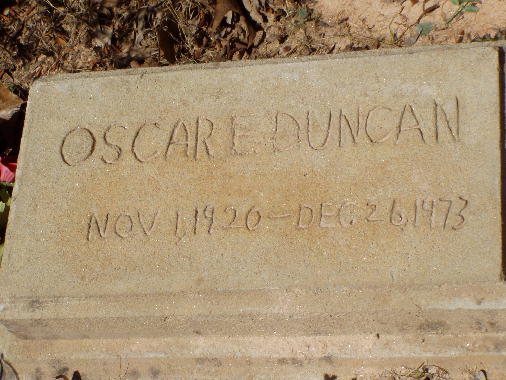 OSCAR E DUNCAN
NOV 1, 1920 - DEC 26, 1973